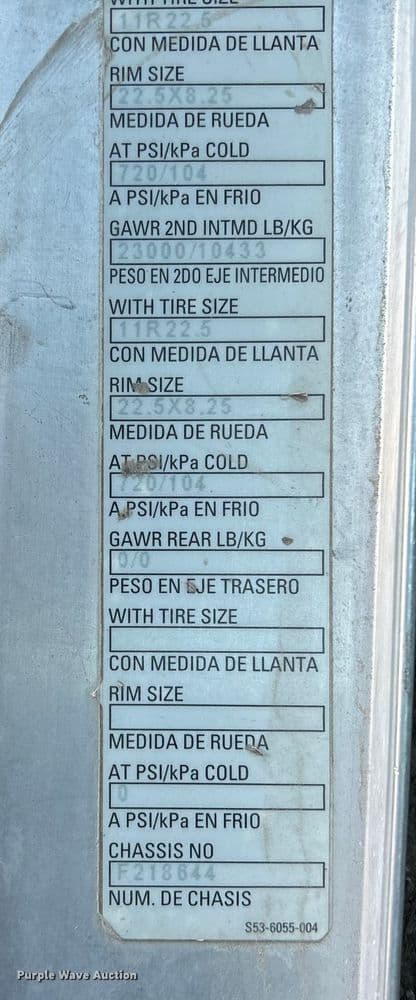 WITH TIRE SIZE
11R22.5
CON MEDIDA DE LLANTA
RIM SIZE
22.5X8.25
MEDIDA DE RUEDA
AT PSI/kPa COLD
720/104
A PSI/kPa EN FRIO
GAWR 2ND INTMD LB/KG
23000/10433
PESO EN 2DO EJE INTERMEDIO
WITH TIRE SIZE
11R22.5
CON MEDIDA DE LLANTA
RIM SIZE
22.5X8.25
MEDIDA DE RUEDA
AT PSI/kPa COLD
720/104
A PSI/kPa EN FRIO
GAWR REAR LB/KG
0/0
PESO EN EJE TRASERO
WITH TIRE SIZE
CON MEDIDA DE LLANTA
RIM SIZE
MEDIDA DE RUEDA
AT PSI/kPa COLD
0
A PSI/kPa EN FRIO
CHASSIS NO
F218644
NUM. DE CHASIS
S53-6055-004
Purple Wave Auction